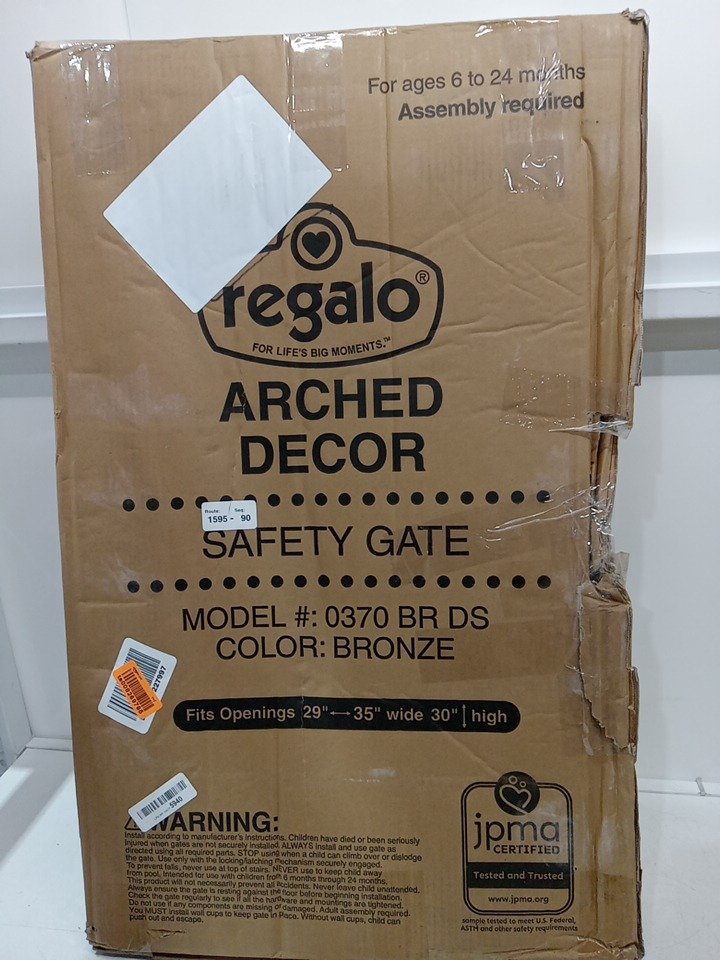 For ages 6 to 24 months
Assembly required
regalo®
FOR LIFE'S BIG MOMENTS.™
ARCHED
DECOR
Route: Seq:
1595 - 90
SAFETY GATE
MODEL #: 0370 BR DS
COLOR: BRONZE
227997
Fits Openings 29" ↔ 35" wide 30" high
5940
WARNING:
Install according to manufacturer's instructions. Children have died or been seriously
injured when gates are not securely installed. ALWAYS install and use gate as
directed using all required parts. STOP using when a child can climb over or dislodge
the gate. Use only with the locking/latching mechanism securely engaged.
To prevent falls, never use at top of stairs. NEVER use to keep child away
from pool. Intended for use with children from 6 months through 24 months.
This product will not necessarily prevent all accidents. Never leave child unattended.
Always ensure the gate is resting against the floor before beginning installation.
Check the gate regularly to see if all the hardware and mountings are tightened.
Do not use if any components are missing or damaged. Adult assembly required.
You MUST install wall cups to keep gate in place. Without wall cups, child can
push out and escape.
jpma
CERTIFIED
Tested and Trusted
www.jpma.org
sample tested to meet U.S. Federal,
ASTM and other safety requirements